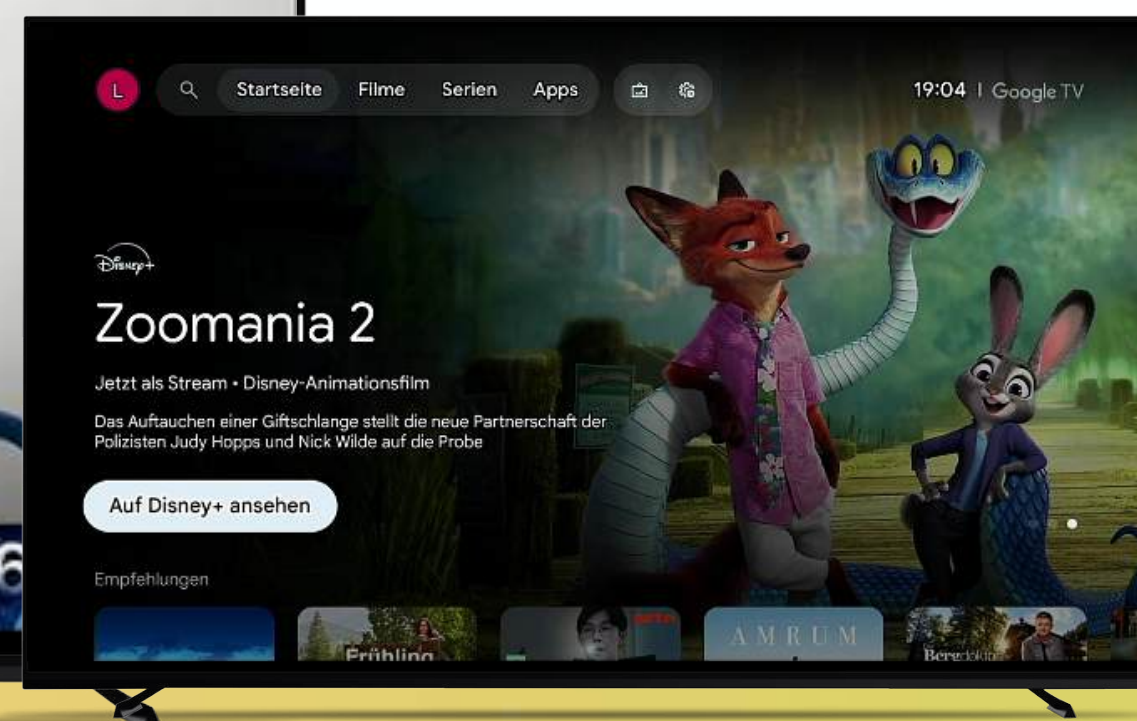 L
Startseite Filme Serien Apps
19:04 | Google TV
Disney+
Zoomania 2
Jetzt als Stream • Disney-Animationsfilm
Das Auftauchen einer Giftschlange stellt die neue Partnerschaft der
Polizisten Judy Hopps und Nick Wilde auf die Probe
Auf Disney+ ansehen
Empfehlungen
Frühling
AMRUM
Bergdoktor
6